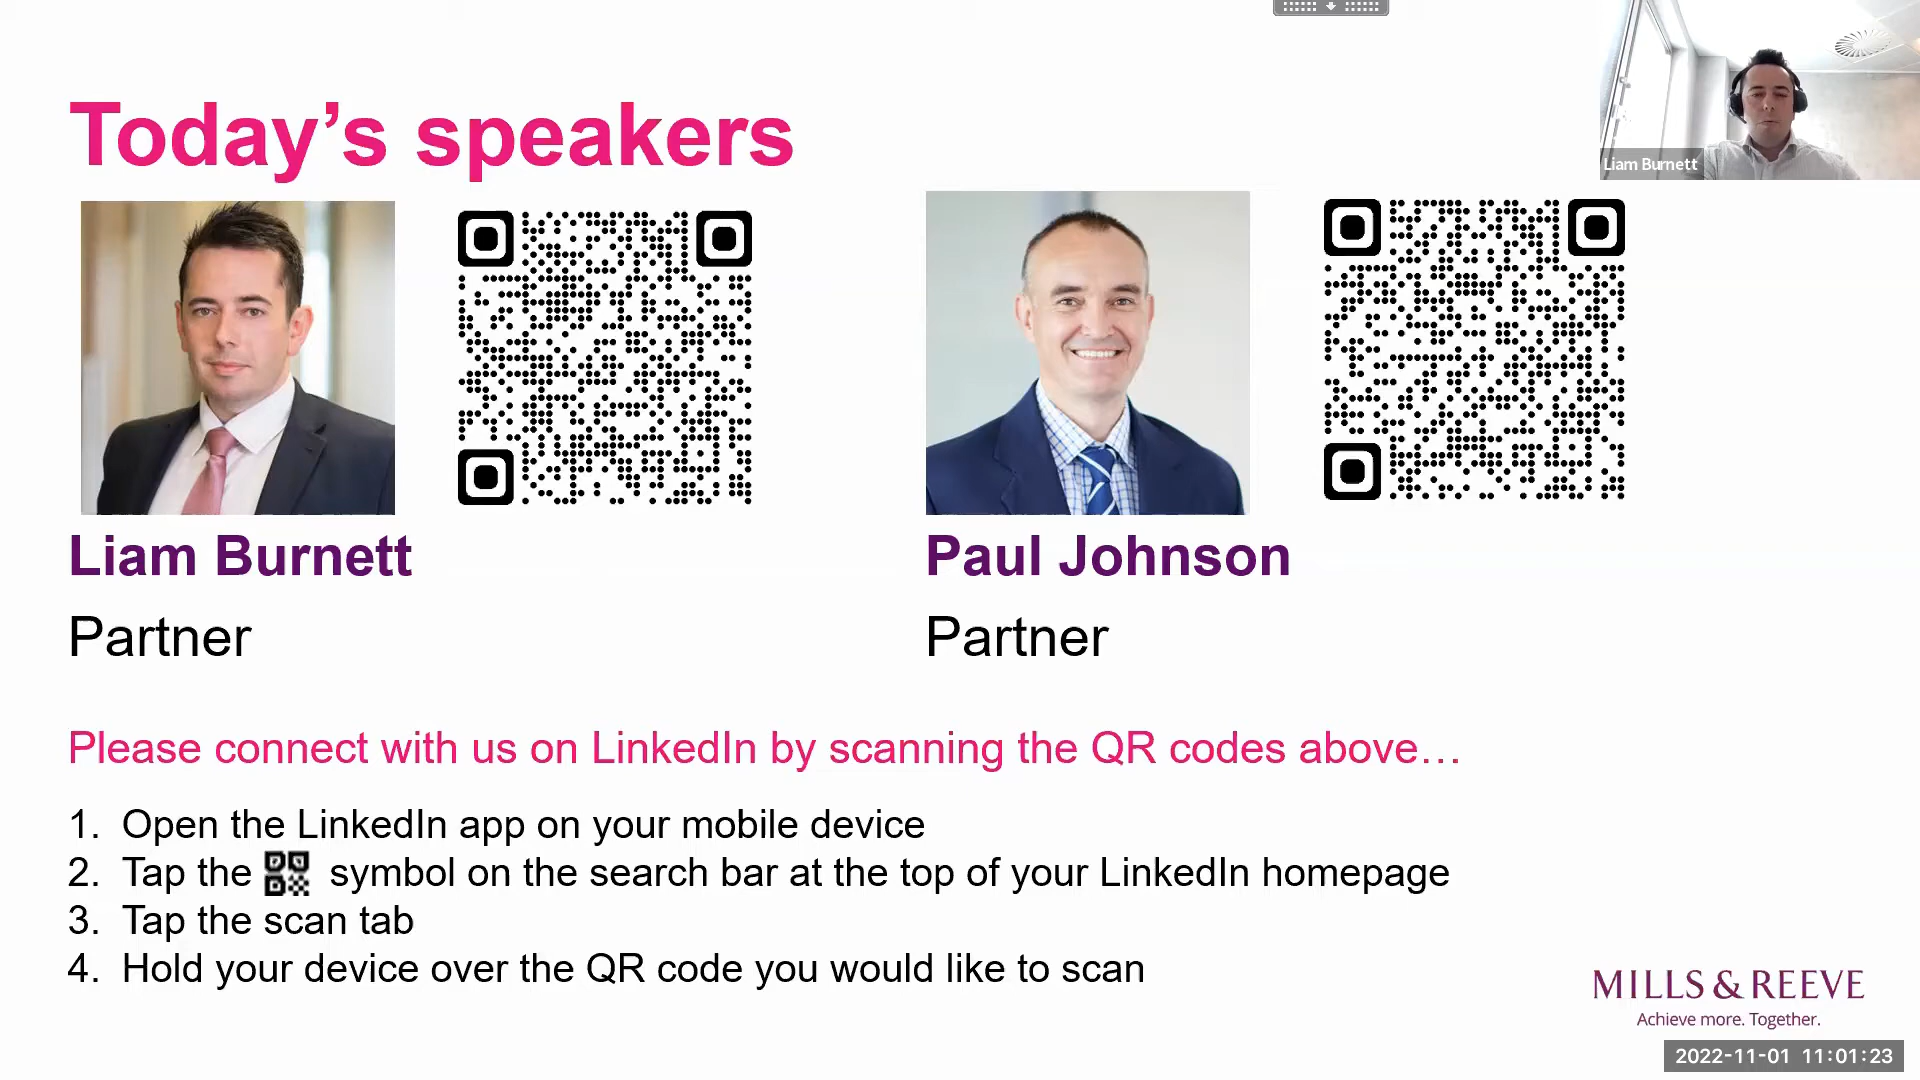 Today’s speakers
Liam Burnett
Liam Burnett
Partner
Paul Johnson
Partner
Please connect with us on LinkedIn by scanning the QR codes above…
1. Open the LinkedIn app on your mobile device
2. Tap the symbol on the search bar at the top of your LinkedIn homepage
3. Tap the scan tab
4. Hold your device over the QR code you would like to scan
MILLS & REEVE
Achieve more. Together.
2022-11-01 11:01:23